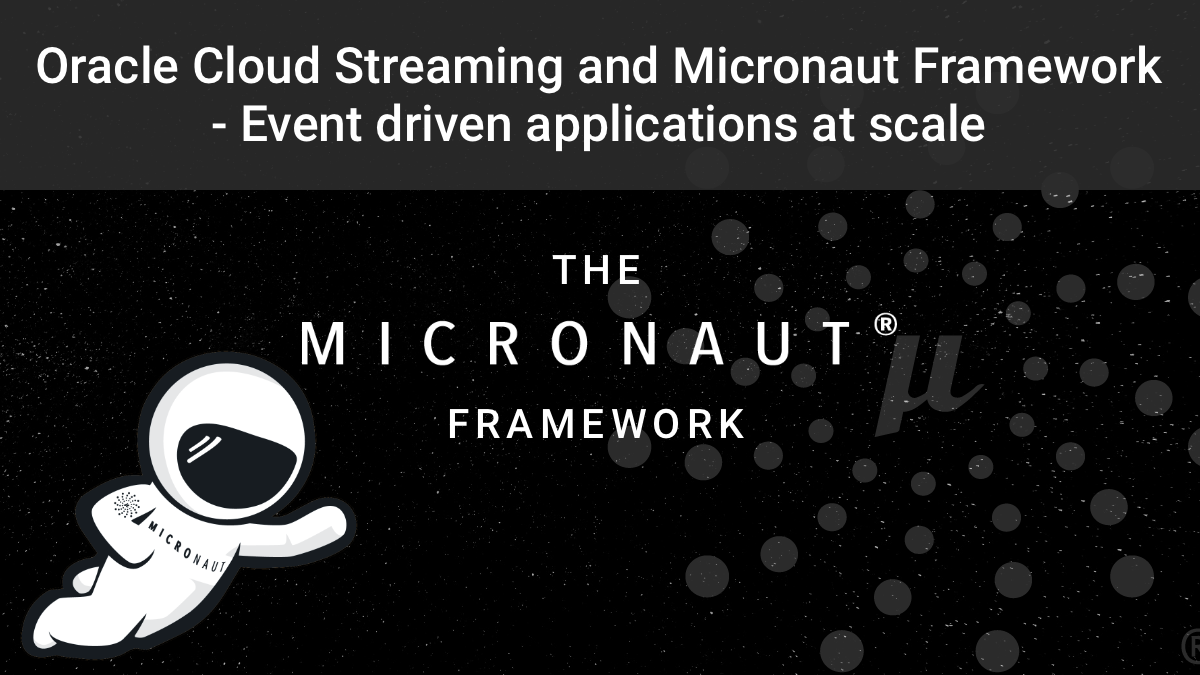 Oracle Cloud Streaming and Micronaut Framework
- Event driven applications at scale
THE
MICRONAUT®
FRAMEWORK
µ
MICRONAUT
®